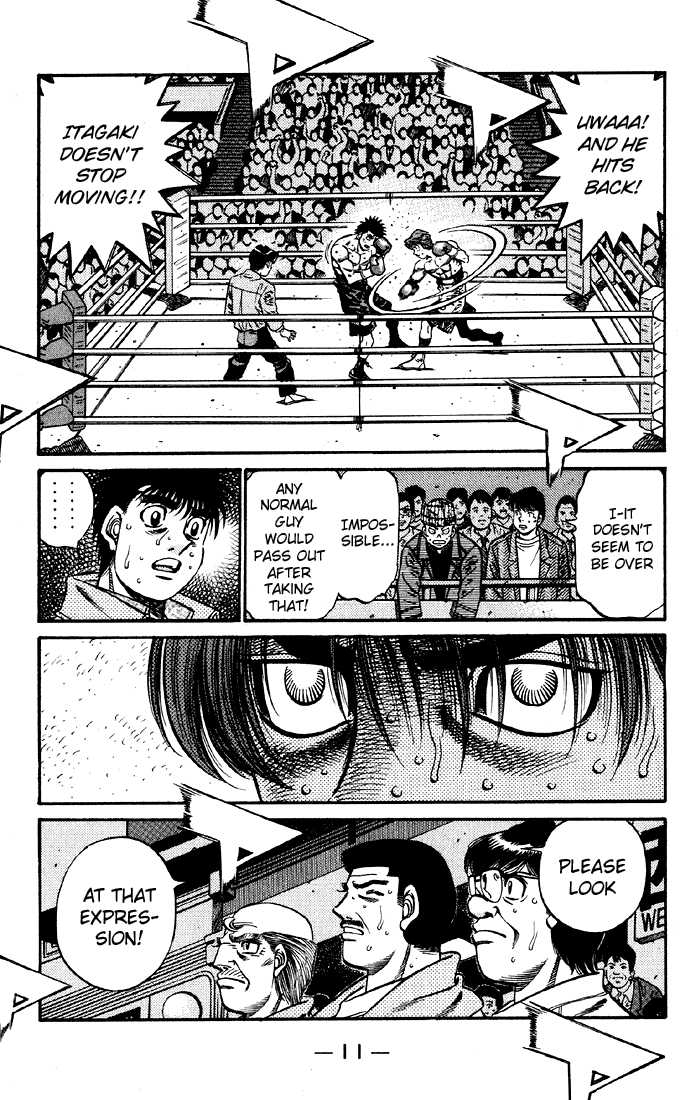 UWAAA!
AND HE
HITS
BACK!
ITAGAKI
DOESN'T
STOP
MOVING!!
I-IT
DOESN'T
SEEM TO
BE OVER
IMPOS-
SIBLE...
ANY
NORMAL
GUY
WOULD
PASS OUT
AFTER
TAKING
THAT!
......
PLEASE
LOOK
AT THAT
EXPRES-
SION!
WE
— 11 —